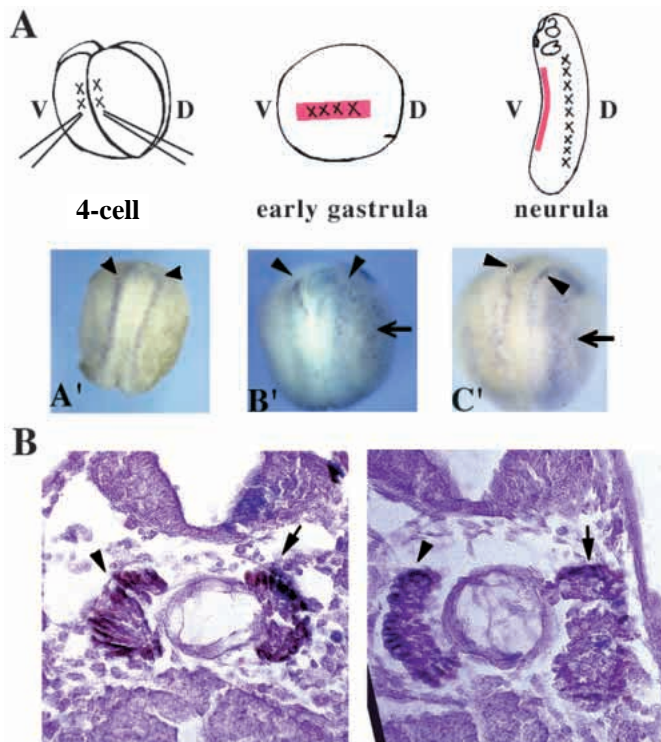 A
V D V D V D
4-cell early gastrula neurula
A' B' C'
B